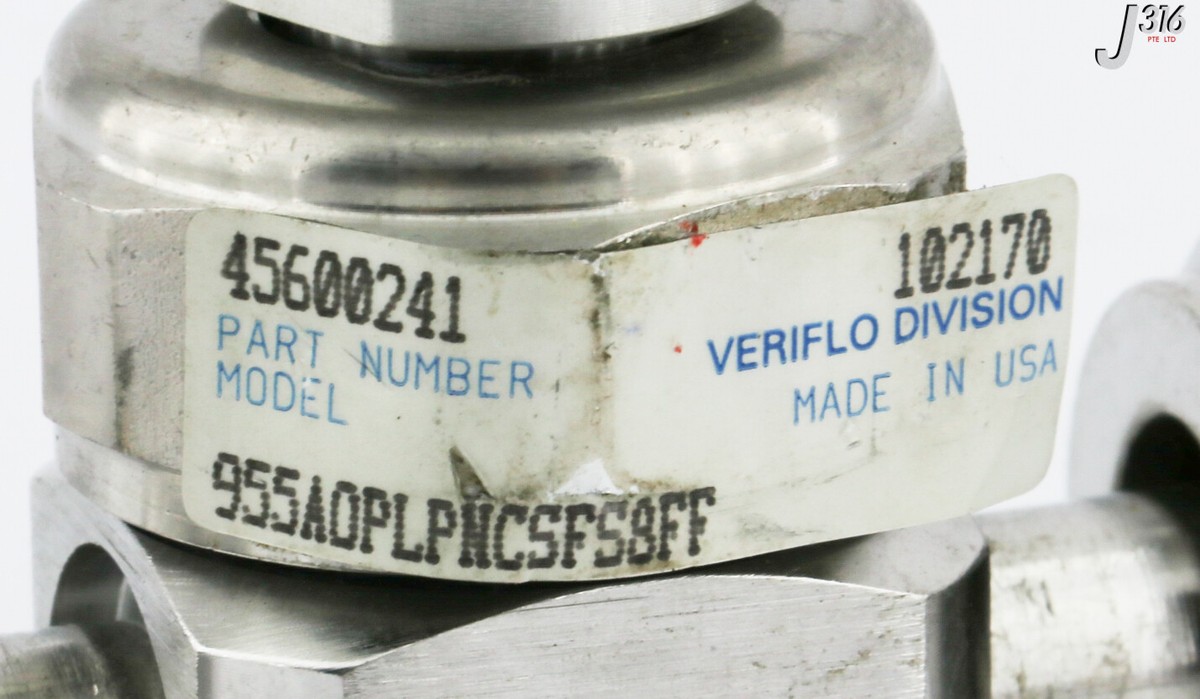 J316
PTE LTD
45600241
PART NUMBER
MODEL
955AOPLPNCSFS8FF
102170
VERIFLO DIVISION
MADE IN USA